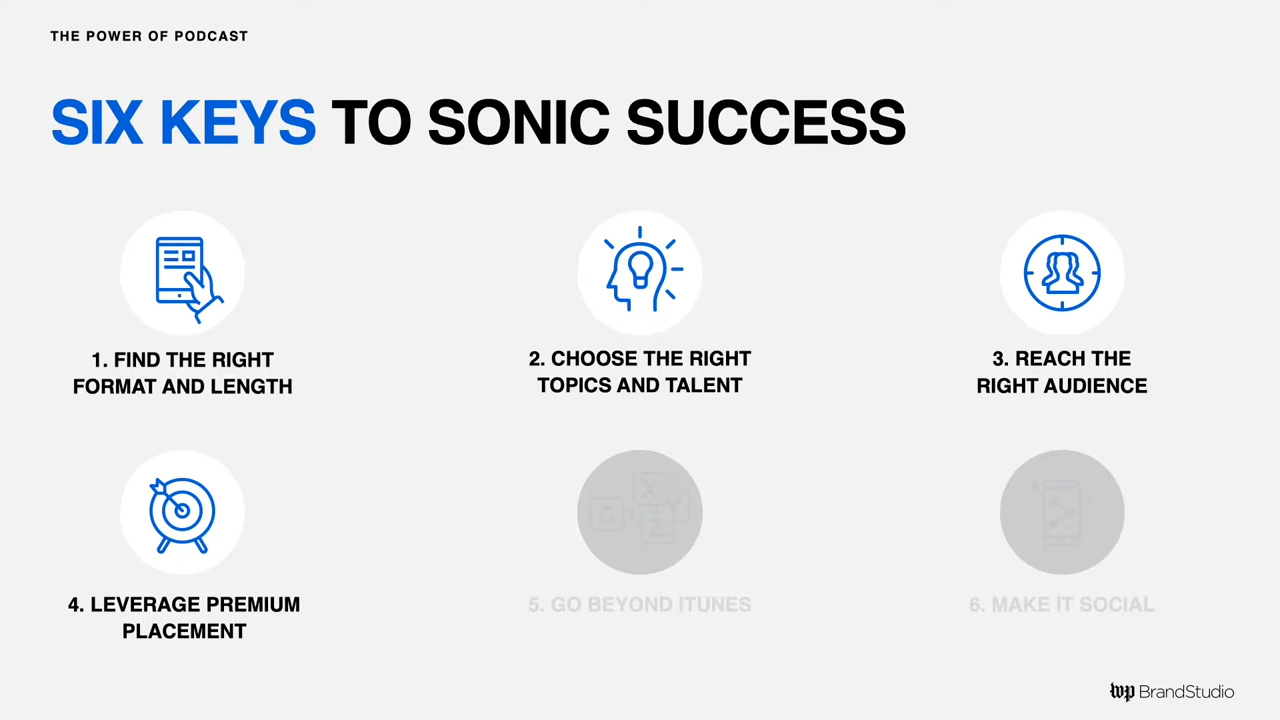 THE POWER OF PODCAST
SIX KEYS TO SONIC SUCCESS
1. FIND THE RIGHT
FORMAT AND LENGTH
2. CHOOSE THE RIGHT
TOPICS AND TALENT
3. REACH THE
RIGHT AUDIENCE
4. LEVERAGE PREMIUM
PLACEMENT
X
Y
Z
5. GO BEYOND ITUNES
6. MAKE IT SOCIAL
wp BrandStudio